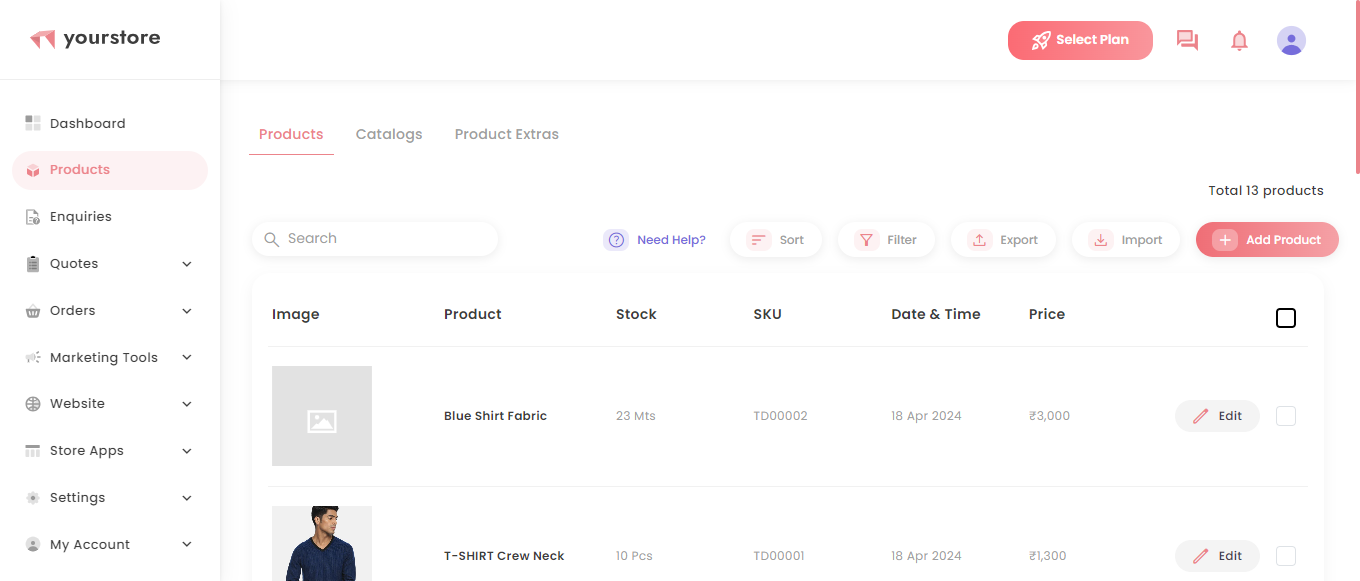 yourstore
Select Plan
Dashboard
Products
Enquiries
Quotes
Orders
Marketing Tools
Website
Store Apps
Settings
My Account
Products Catalogs Product Extras
Total 13 products
Search Need Help? Sort Filter Export Import Add Product
Image Product Stock SKU Date & Time Price
Blue Shirt Fabric 23 Mts TD00002 18 Apr 2024 ₹3,000 Edit
T-SHIRT Crew Neck 10 Pcs TD00001 18 Apr 2024 ₹1,300 Edit